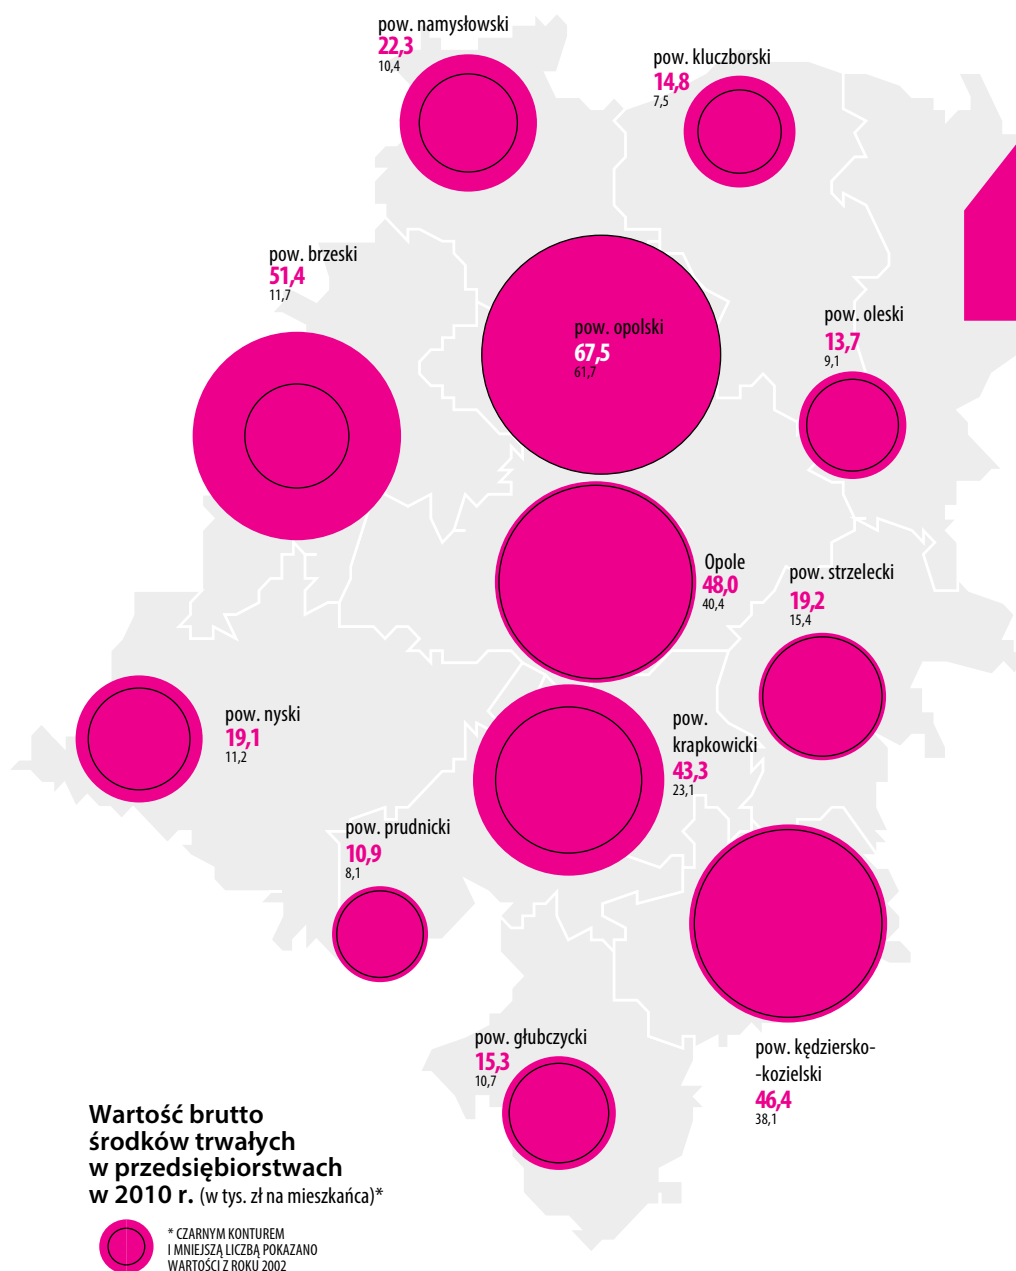 pow. namysłowski
22,3
10,4
pow. kluczborski
14,8
7,5
pow. brzeski
51,4
11,7
pow. opolski
67,5
61,7
pow. oleski
13,7
9,1
Opole
48,0
40,4
pow. strzelecki
19,2
15,4
pow. nyski
19,1
11,2
pow.
krapkowicki
43,3
23,1
pow. prudnicki
10,9
8,1
pow. głubczycki
15,3
10,7
pow. kędziersko-
-kozielski
46,4
38,1
Wartość brutto
środków trwałych
w przedsiębiorstwach
w 2010 r. (w tys. zł na mieszkańca)*
* CZARNYM KONTUREM
I MNIEJSZĄ LICZBĄ POKAZANO
WARTOŚCI Z ROKU 2002